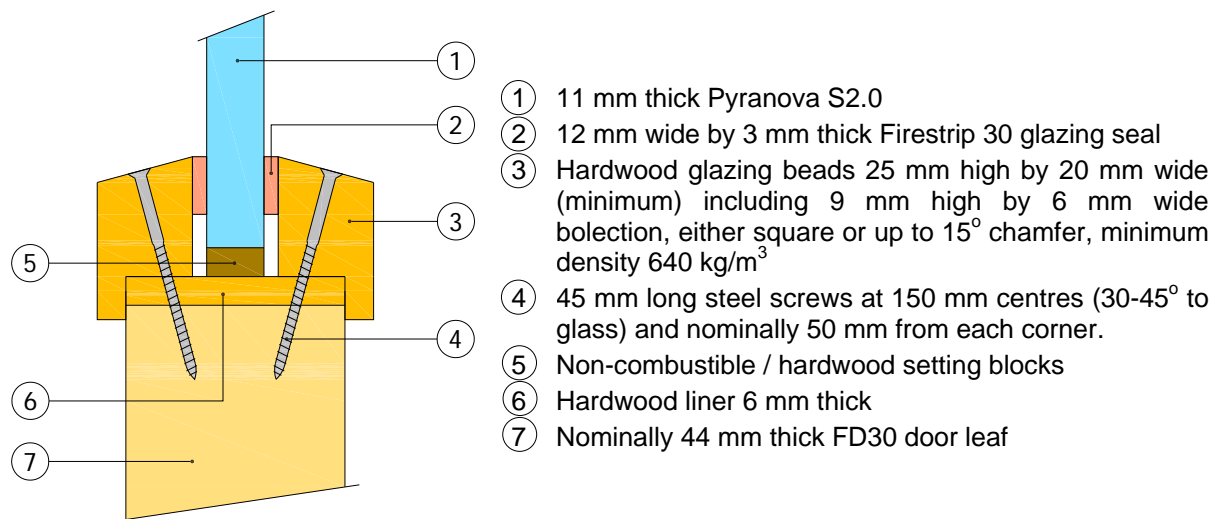 1
2
3
4
5
6
7
1 11 mm thick Pyranova S2.0
2 12 mm wide by 3 mm thick Firestrip 30 glazing seal
3 Hardwood glazing beads 25 mm high by 20 mm wide
(minimum) including 9 mm high by 6 mm wide
bolection, either square or up to 15° chamfer, minimum
density 640 kg/m³
4 45 mm long steel screws at 150 mm centres (30-45° to
glass) and nominally 50 mm from each corner.
5 Non-combustible / hardwood setting blocks
6 Hardwood liner 6 mm thick
7 Nominally 44 mm thick FD30 door leaf